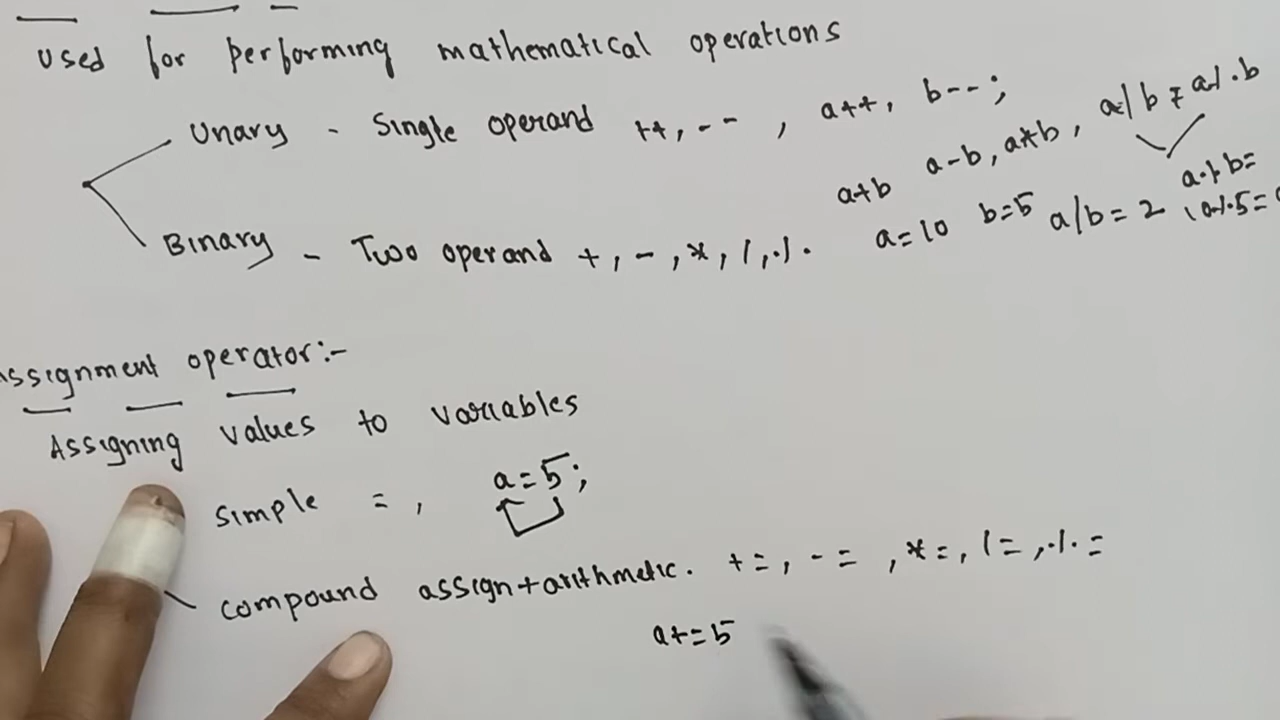 Used for performing mathematical operations
Unary - Single operand ++, -- , a++, b--;
a+b a-b, a*b, a/b ≠ a%b
a%b=
Binary - Two operand +, -, *, /, %. a=10 b=5 a/b=2
Assignment operator:-
Assigning values to variables
Simple = , a=5;
Compound assign+arithmetic. +=, -=, *=, /=, %=
a+=5